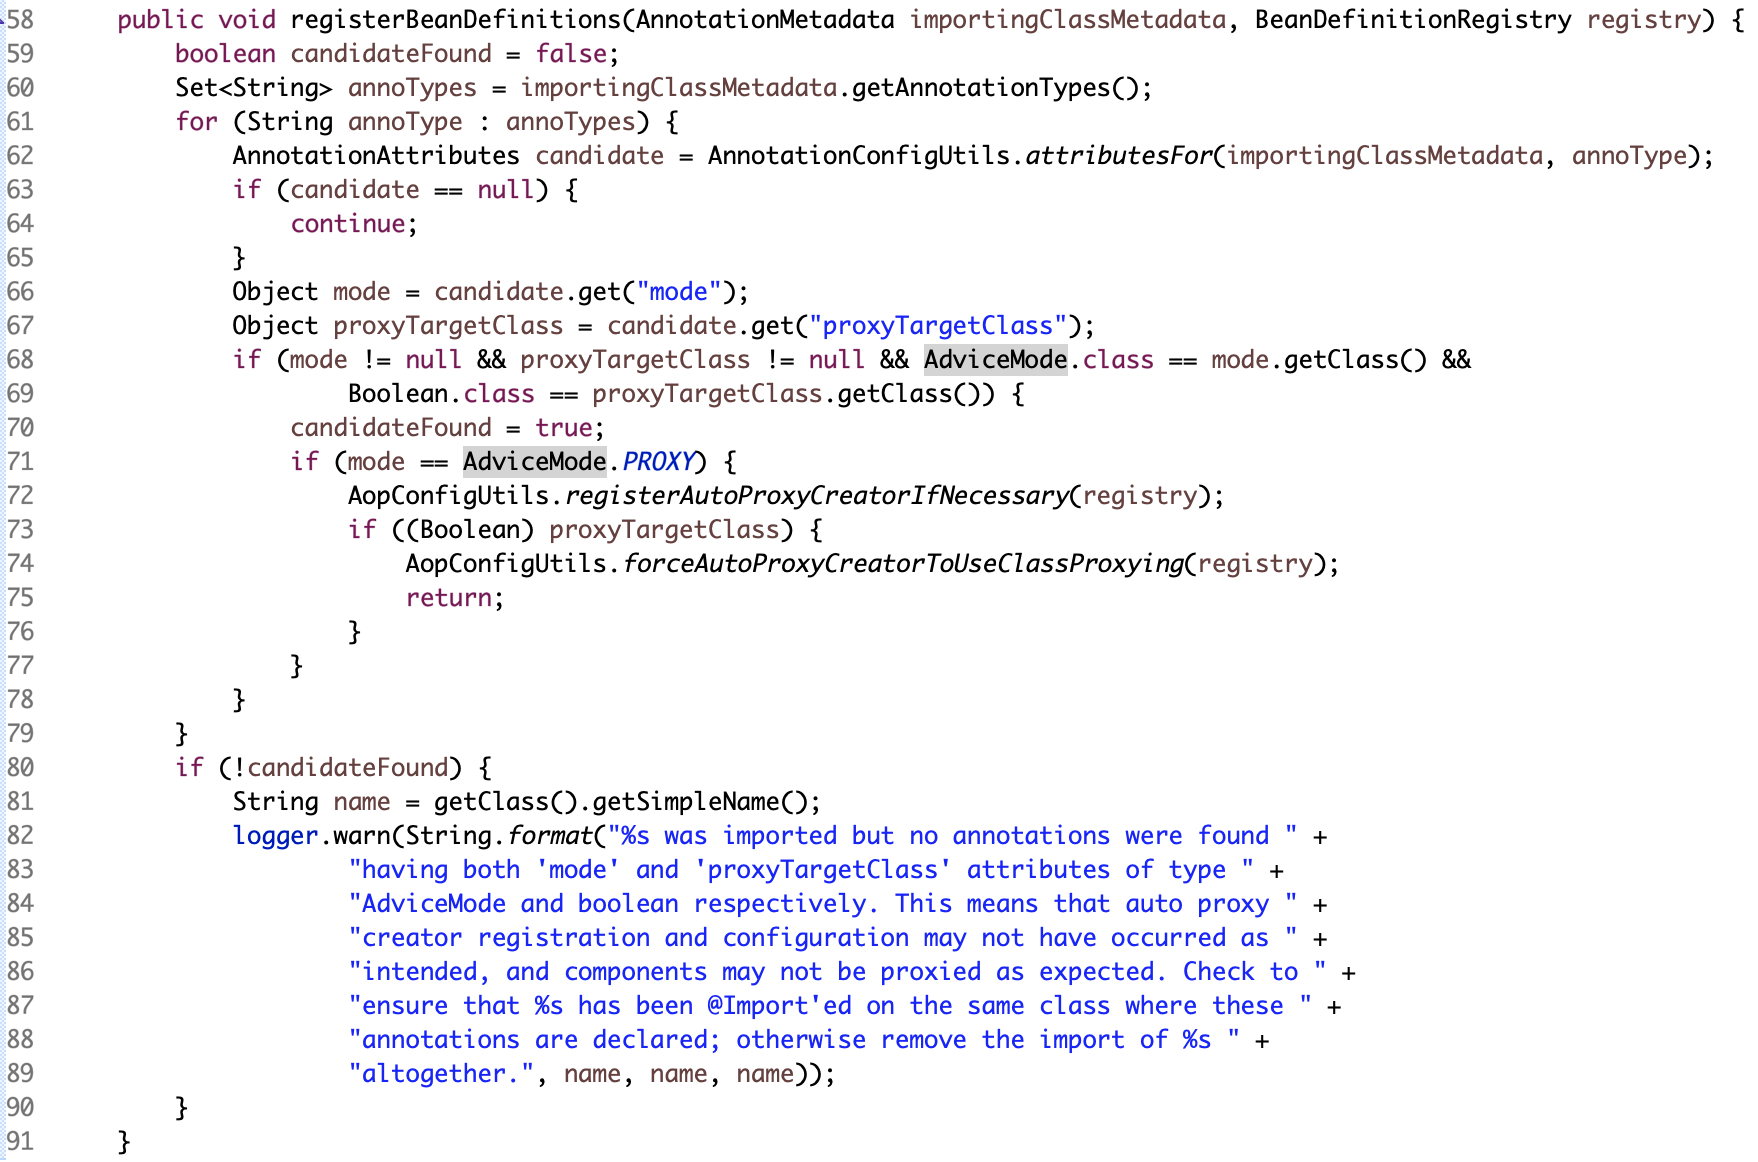 58 public void registerBeanDefinitions(AnnotationMetadata importingClassMetadata, BeanDefinitionRegistry registry) {
59 boolean candidateFound = false;
60 Set<String> annoTypes = importingClassMetadata.getAnnotationTypes();
61 for (String annoType : annoTypes) {
62 AnnotationAttributes candidate = AnnotationConfigUtils.attributesFor(importingClassMetadata, annoType);
63 if (candidate == null) {
64 continue;
65 }
66 Object mode = candidate.get("mode");
67 Object proxyTargetClass = candidate.get("proxyTargetClass");
68 if (mode != null && proxyTargetClass != null && AdviceMode.class == mode.getClass() &&
69 Boolean.class == proxyTargetClass.getClass()) {
70 candidateFound = true;
71 if (mode == AdviceMode.PROXY) {
72 AopConfigUtils.registerAutoProxyCreatorIfNecessary(registry);
73 if ((Boolean) proxyTargetClass) {
74 AopConfigUtils.forceAutoProxyCreatorToUseClassProxying(registry);
75 return;
76 }
77 }
78 }
79 }
80 if (!candidateFound) {
81 String name = getClass().getSimpleName();
82 logger.warn(String.format("%s was imported but no annotations were found " +
83 "having both 'mode' and 'proxyTargetClass' attributes of type " +
84 "AdviceMode and boolean respectively. This means that auto proxy " +
85 "creator registration and configuration may not have occurred as " +
86 "intended, and components may not be proxied as expected. Check to " +
87 "ensure that %s has been @Import'ed on the same class where these " +
88 "annotations are declared; otherwise remove the import of %s " +
89 "altogether.", name, name, name));
90 }
91 }